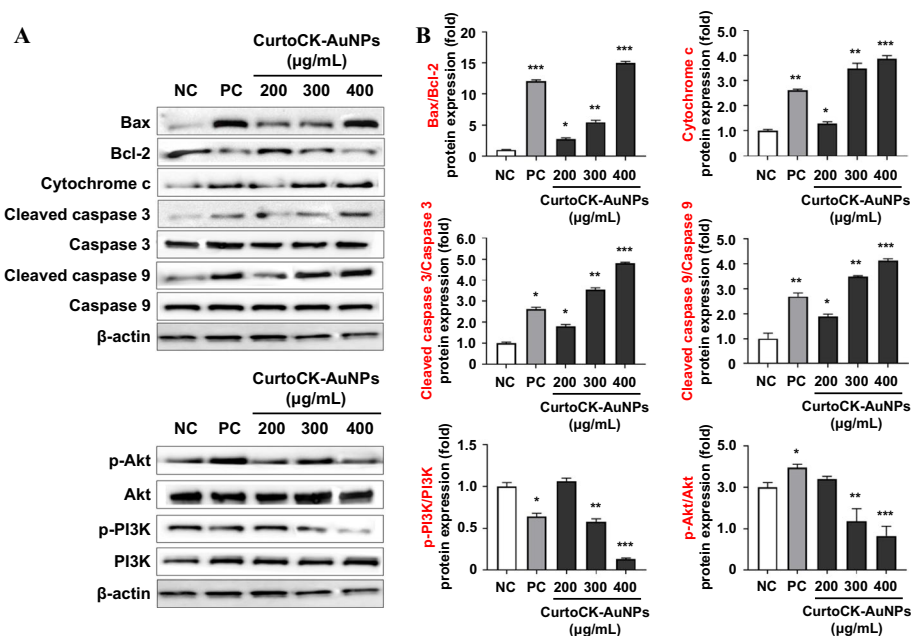 A
CurtoCK-AuNPs
(µg/mL)
NC PC 200 300 400
Bax
Bcl-2
Cytochrome c
Cleaved caspase 3
Caspase 3
Cleaved caspase 9
Caspase 9
β-actin
CurtoCK-AuNPs
(µg/mL)
NC PC 200 300 400
p-Akt
Akt
p-PI3K
PI3K
β-actin
B
Bax/Bcl-2
protein expression (fold)
20
15
10
5
0
*** * ** ***
NC PC 200 300 400
CurtoCK-AuNPs
(µg/mL)
Cytochrome c
protein expression (fold)
5.0
4.0
3.0
2.0
1.0
0
** * ** ***
NC PC 200 300 400
CurtoCK-AuNPs
(µg/mL)
Cleaved caspase 3/Caspase 3
protein expression (fold)
6.0
5.0
4.0
3.0
2.0
1.0
0
* * ** ***
NC PC 200 300 400
CurtoCK-AuNPs
(µg/mL)
Cleaved caspase 9/Caspase 9
protein expression (fold)
5.0
4.0
3.0
2.0
1.0
0
** * ** ***
NC PC 200 300 400
CurtoCK-AuNPs
(µg/mL)
p-PI3K/PI3K
protein expression (fold)
1.5
1.0
0.5
0.0
* ** ***
NC PC 200 300 400
CurtoCK-AuNPs
(µg/mL)
p-Akt/Akt
protein expression (fold)
4.0
3.0
1.0
0
* ** ***
NC PC 200 300 400
CurtoCK-AuNPs
(µg/mL)